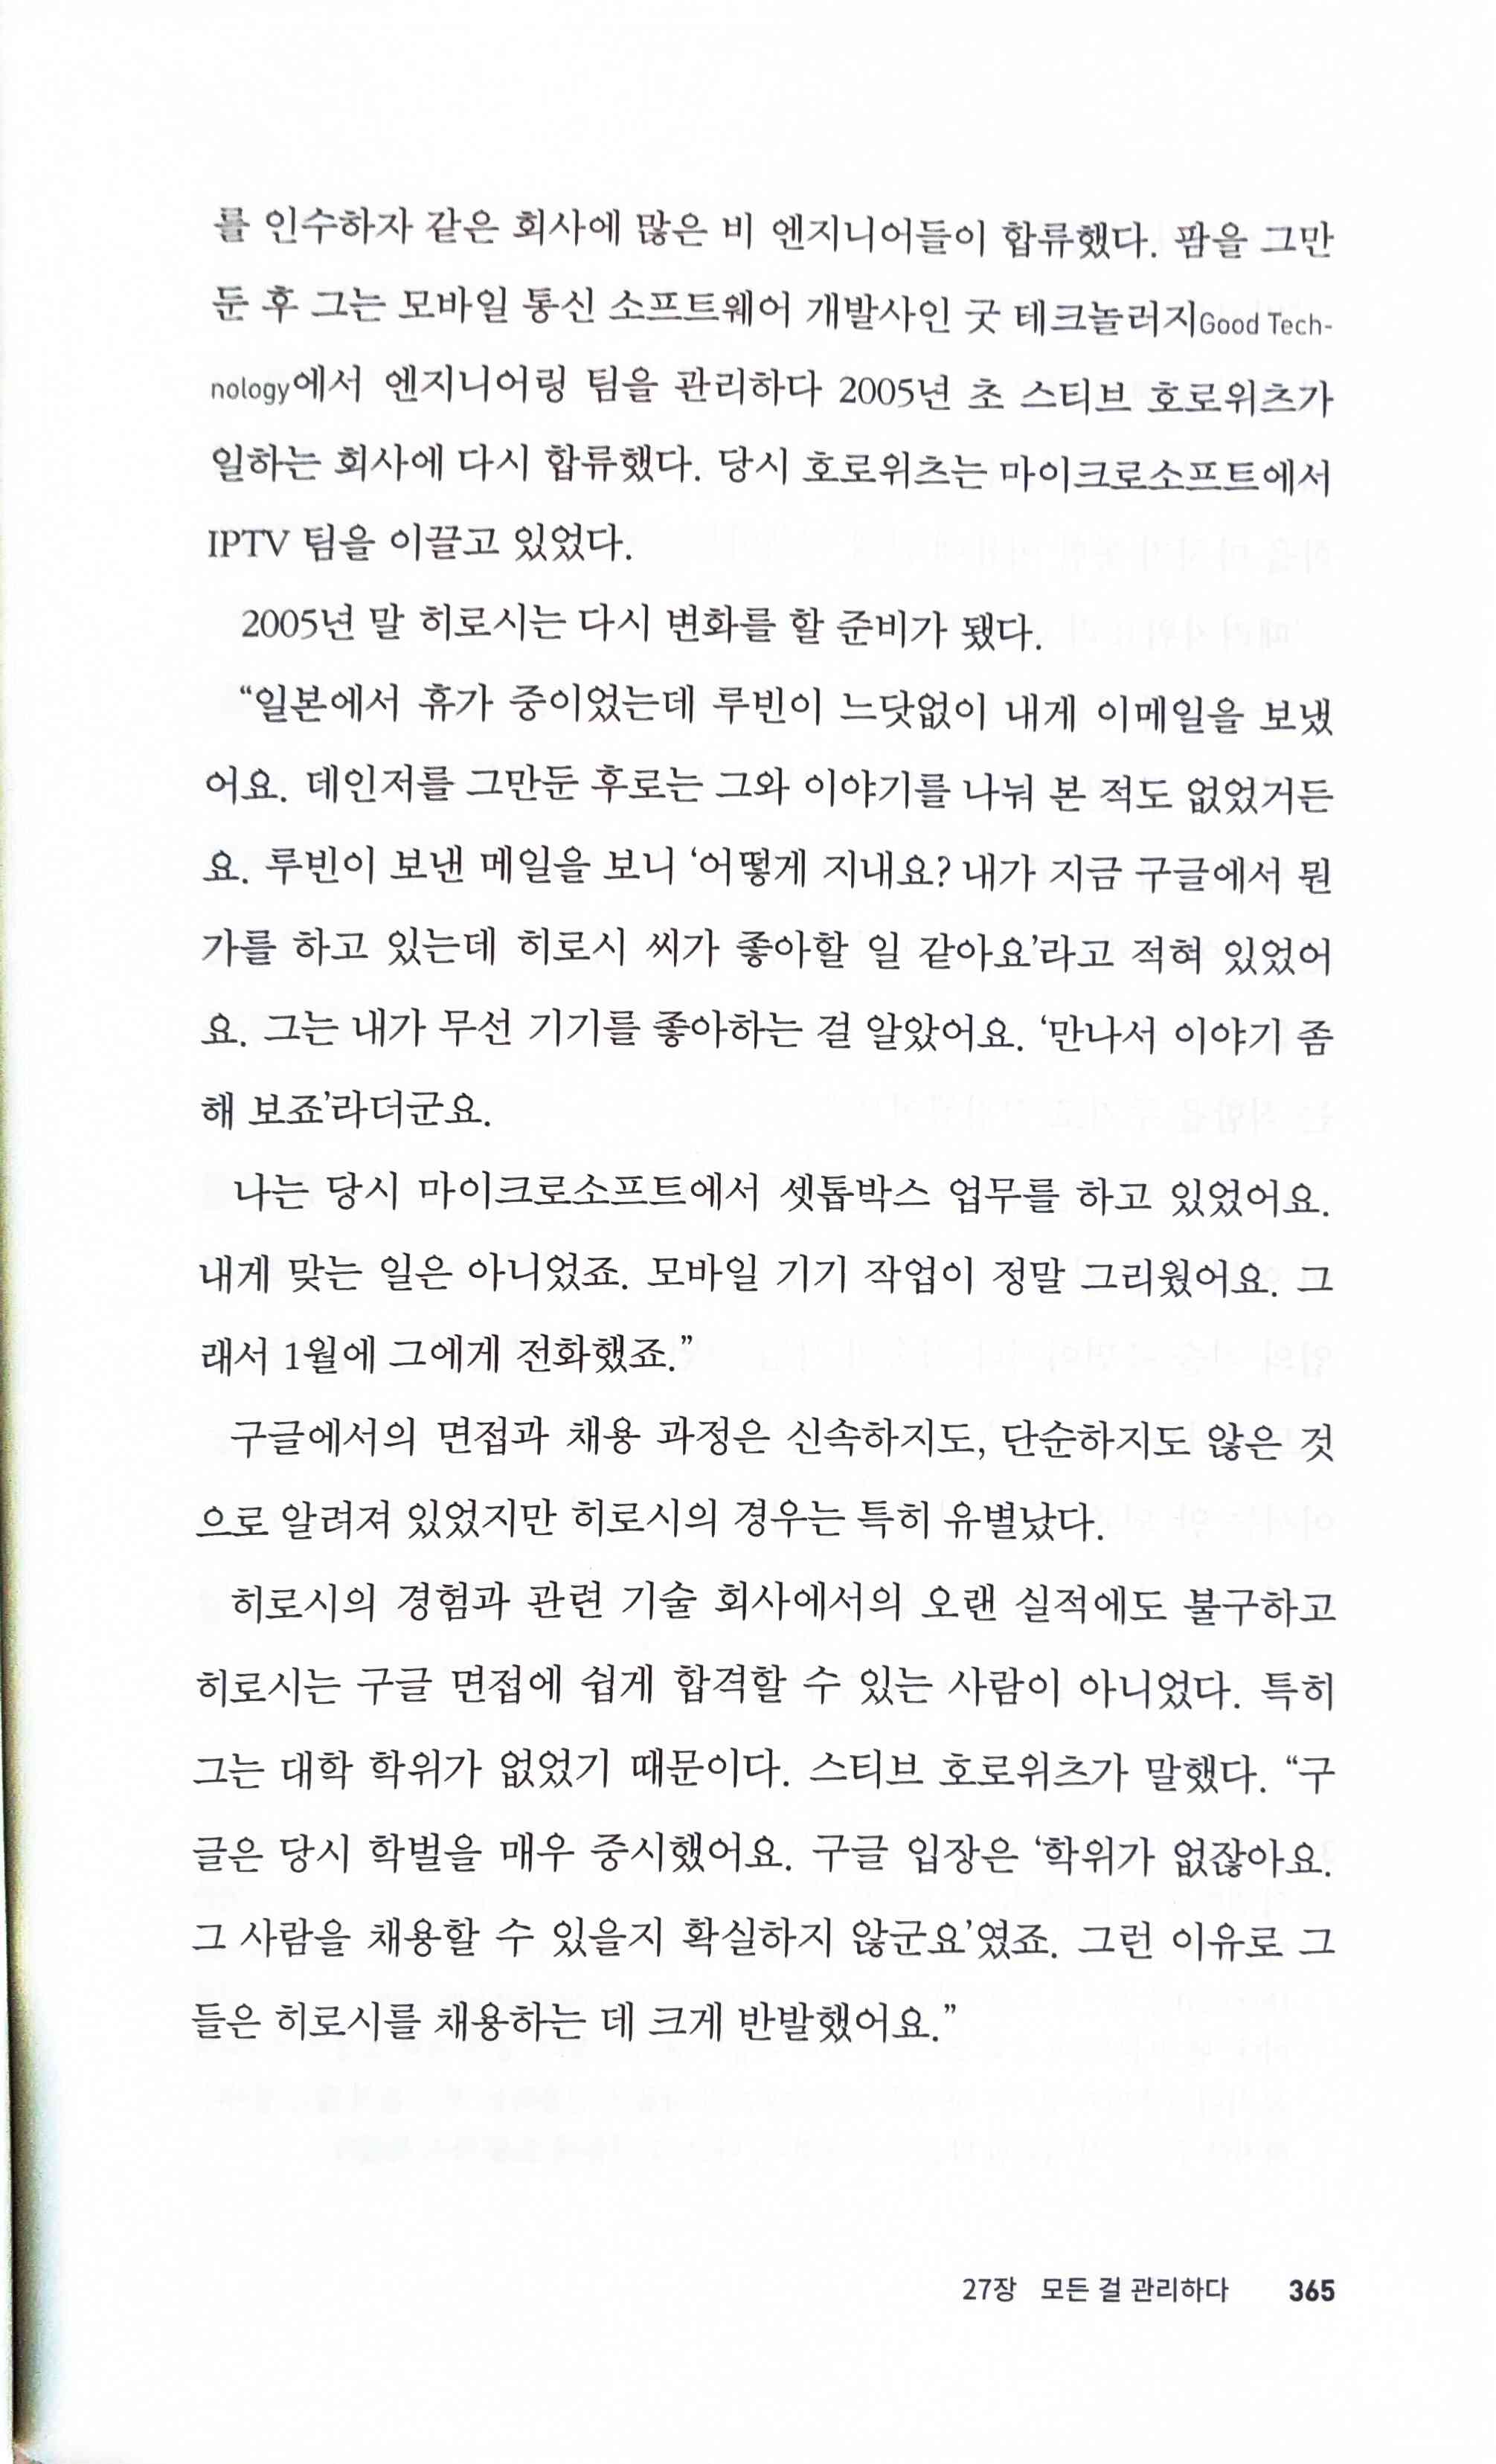 를 인수하자 같은 회사에 많은 비 엔지니어들이 합류했다. 팜을 그만
둔 후 그는 모바일 통신 소프트웨어 개발사인 굿 테크놀러지Good Tech-
nology에서 엔지니어링 팀을 관리하다 2005년 초 스티브 호로위츠가
일하는 회사에 다시 합류했다. 당시 호로위츠는 마이크로소프트에서
IPTV 팀을 이끌고 있었다.
2005년 말 히로시는 다시 변화를 할 준비가 됐다.
“일본에서 휴가 중이었는데 루빈이 느닷없이 내게 이메일을 보냈
어요. 데인저를 그만둔 후로는 그와 이야기를 나눠 본 적도 없었거든
요. 루빈이 보낸 메일을 보니 ‘어떻게 지내요? 내가 지금 구글에서 뭔
가를 하고 있는데 히로시 씨가 좋아할 일 같아요’라고 적혀 있었어
요. 그는 내가 무선 기기를 좋아하는 걸 알았어요. ‘만나서 이야기 좀
해 보죠’라더군요.
나는 당시 마이크로소프트에서 셋톱박스 업무를 하고 있었어요.
내게 맞는 일은 아니었죠. 모바일 기기 작업이 정말 그리웠어요. 그
래서 1월에 그에게 전화했죠.”
구글에서의 면접과 채용 과정은 신속하지도, 단순하지도 않은 것
으로 알려져 있었지만 히로시의 경우는 특히 유별났다.
히로시의 경험과 관련 기술 회사에서의 오랜 실적에도 불구하고
히로시는 구글 면접에 쉽게 합격할 수 있는 사람이 아니었다. 특히
그는 대학 학위가 없었기 때문이다. 스티브 호로위츠가 말했다. “구
글은 당시 학벌을 매우 중시했어요. 구글 입장은 ‘학위가 없잖아요.
그 사람을 채용할 수 있을지 확실하지 않군요’였죠. 그런 이유로 그
들은 히로시를 채용하는 데 크게 반발했어요.”
27장 모든 걸 관리하다 365